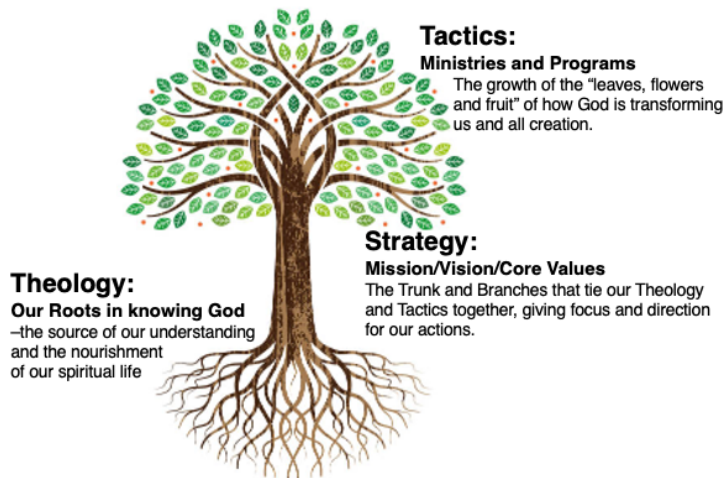 Tactics:
Ministries and Programs
The growth of the “leaves, flowers
and fruit” of how God is transforming
us and all creation.
Strategy:
Mission/Vision/Core Values
The Trunk and Branches that tie our Theology
and Tactics together, giving focus and direction
for our actions.
Theology:
Our Roots in knowing God
–the source of our understanding
and the nourishment
of our spiritual life